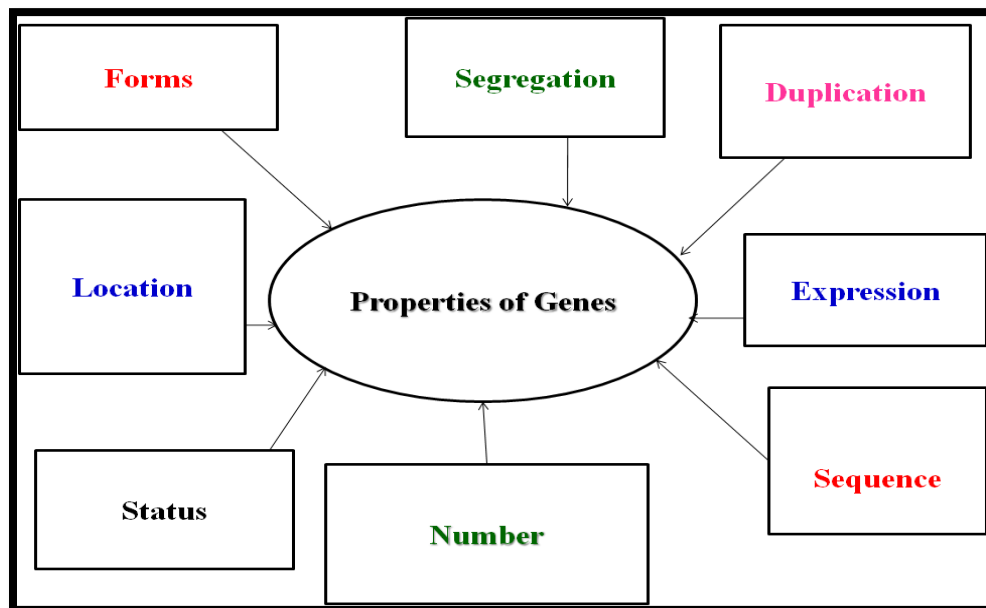 Forms
Segregation
Duplication
Location
Properties of Genes
Expression
Status
Number
Sequence